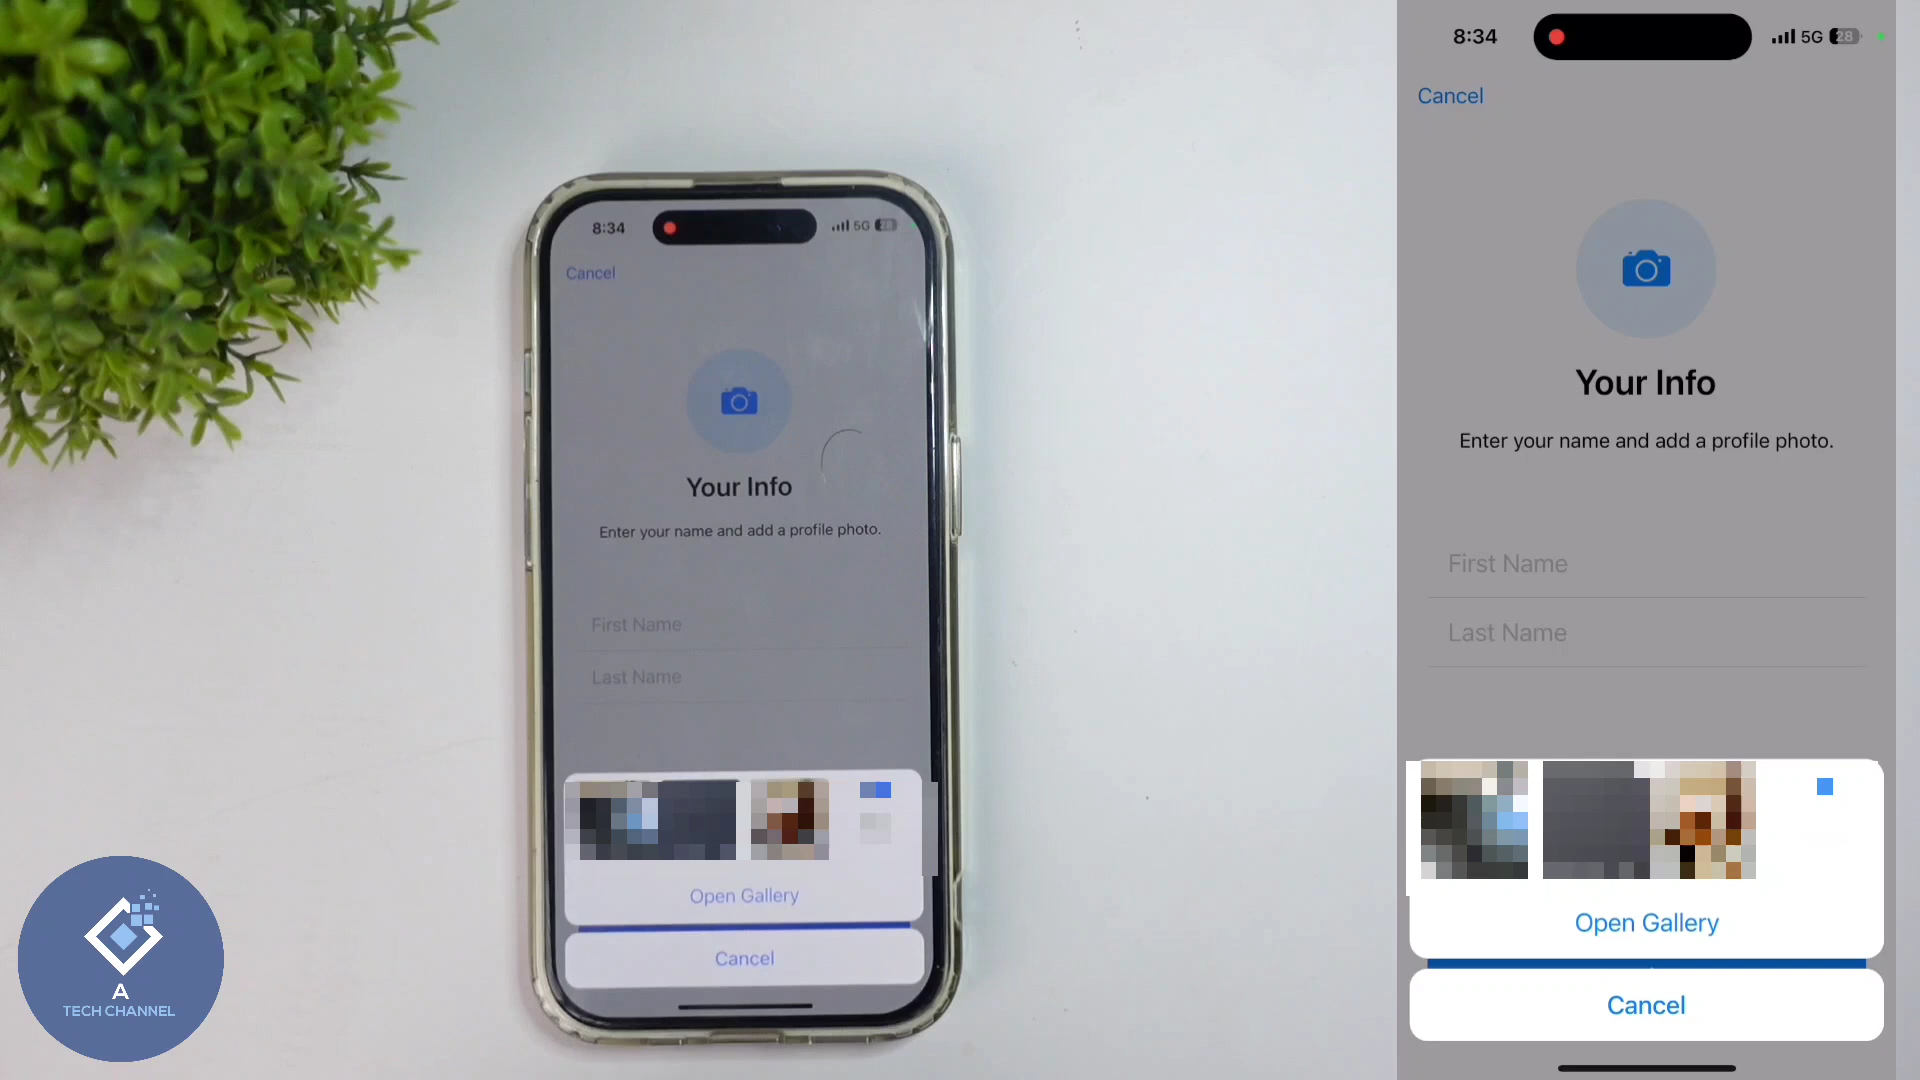 8:34
5G
28
Cancel
Your Info
Enter your name and add a profile photo.
First Name
Last Name
Open Gallery
Cancel
8:34
5G 28
Cancel
Your Info
Enter your name and add a profile photo.
First Name
Last Name
Open Gallery
Cancel
A
TECH CHANNEL